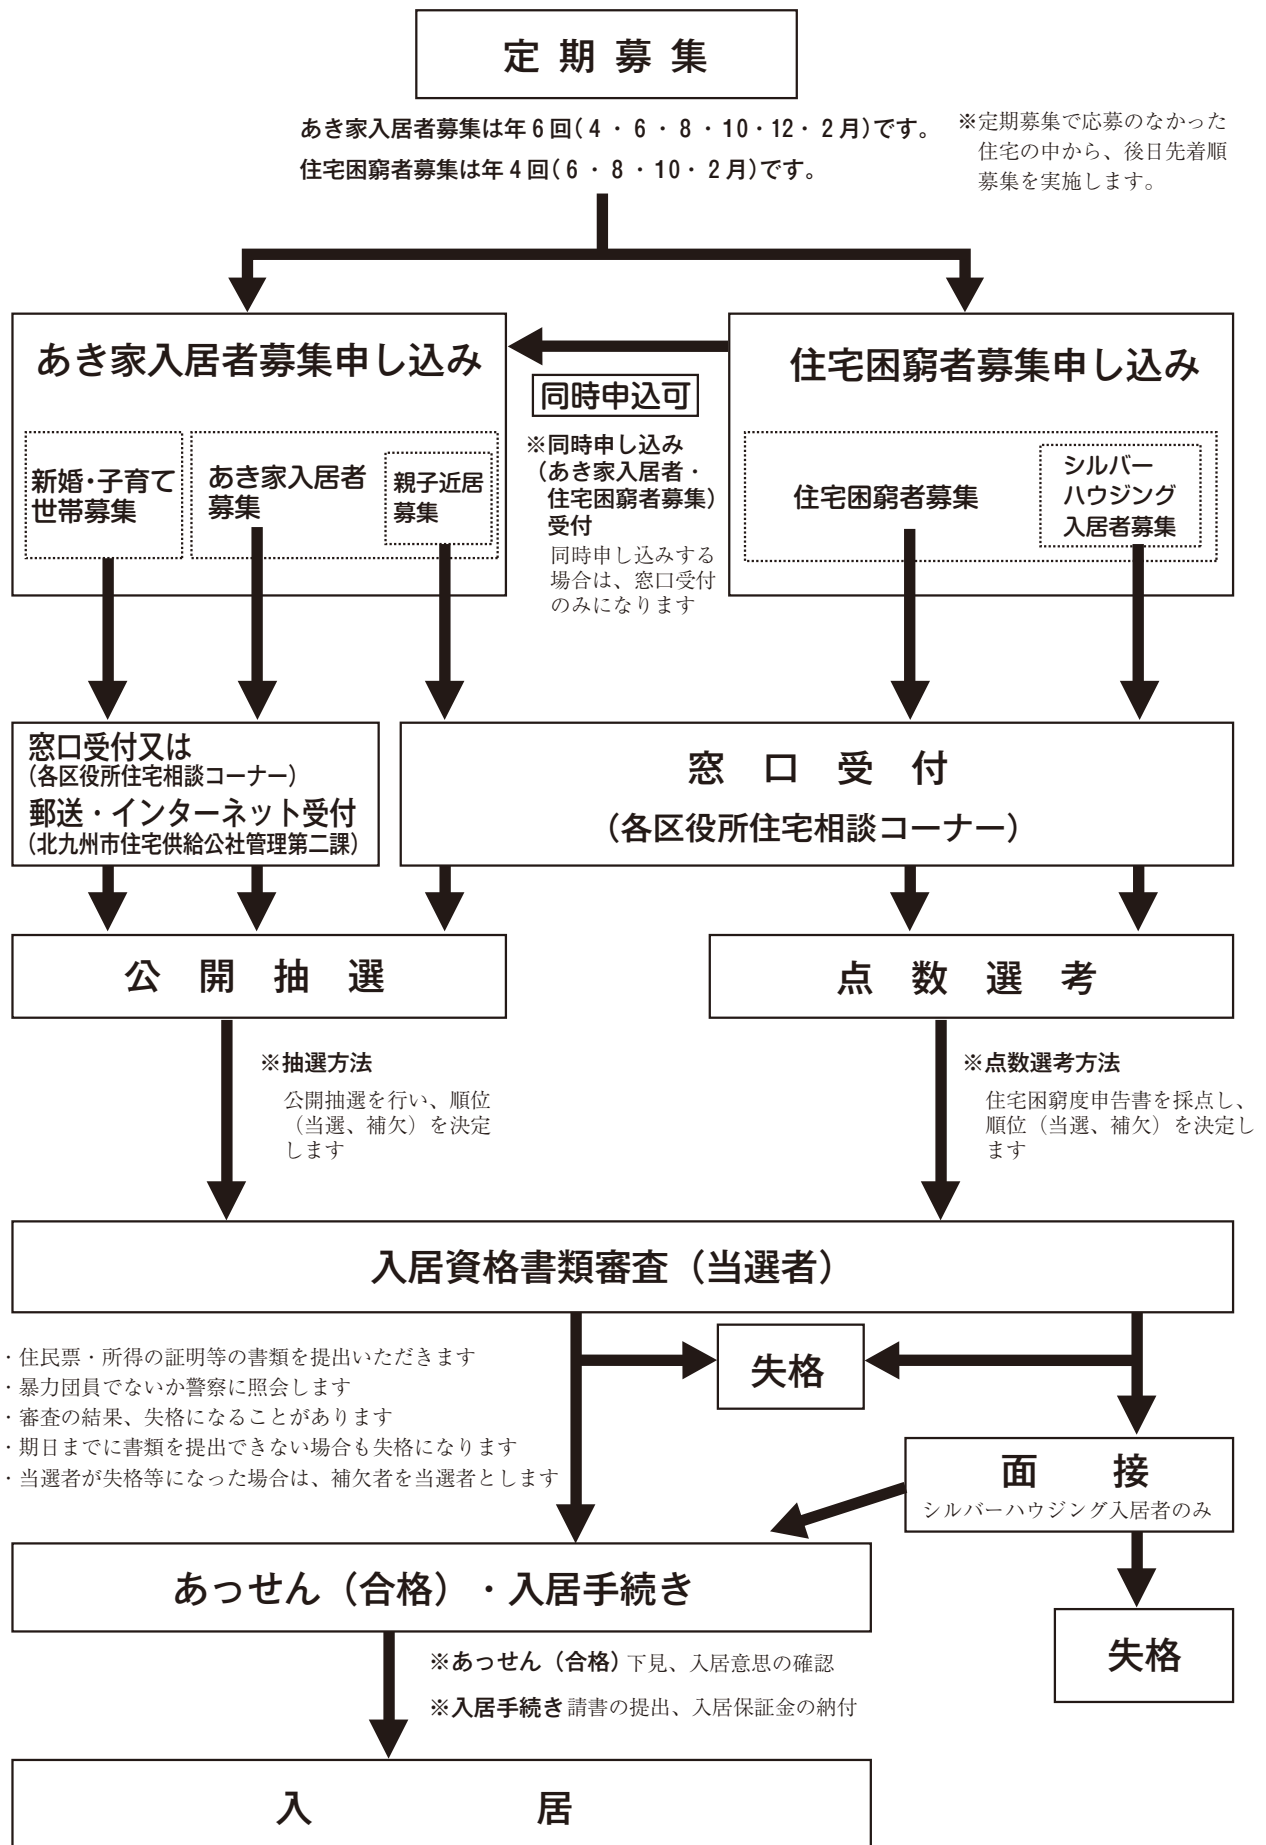 定期募集
あき家入居者募集は年6回(4・6・8・10・12・2月)です。
住宅困窮者募集は年4回(6・8・10・2月)です。
※定期募集で応募のなかった
住宅の中から、後日先着順
募集を実施します。
あき家入居者募集申し込み
新婚・子育て
世帯募集
あき家入居者
募集
親子近居
募集
同時申込可
※同時申し込み
(あき家入居者・
住宅困窮者募集)
受付
同時申し込みする
場合は、窓口受付
のみになります
住宅困窮者募集申し込み
住宅困窮者募集
シルバー
ハウジング
入居者募集
窓口受付又は
(各区役所住宅相談コーナー)
郵送・インターネット受付
(北九州市住宅供給公社管理第二課)
窓口受付
(各区役所住宅相談コーナー)
公開抽選
点数選考
※抽選方法
公開抽選を行い、順位
(当選、補欠)を決定
します
※点数選考方法
住宅困窮度申告書を採点し、
順位(当選、補欠)を決定し
ます
入居資格書類審査(当選者)
・住民票・所得の証明等の書類を提出いただきます
・暴力団員でないか警察に照会します
・審査の結果、失格になることがあります
・期日までに書類を提出できない場合も失格になります
・当選者が失格等になった場合は、補欠者を当選者とします
失格
面接
シルバーハウジング入居者のみ
あっせん(合格)・入居手続き
失格
※あっせん(合格)下見、入居意思の確認
※入居手続き 請書の提出、入居保証金の納付
入居